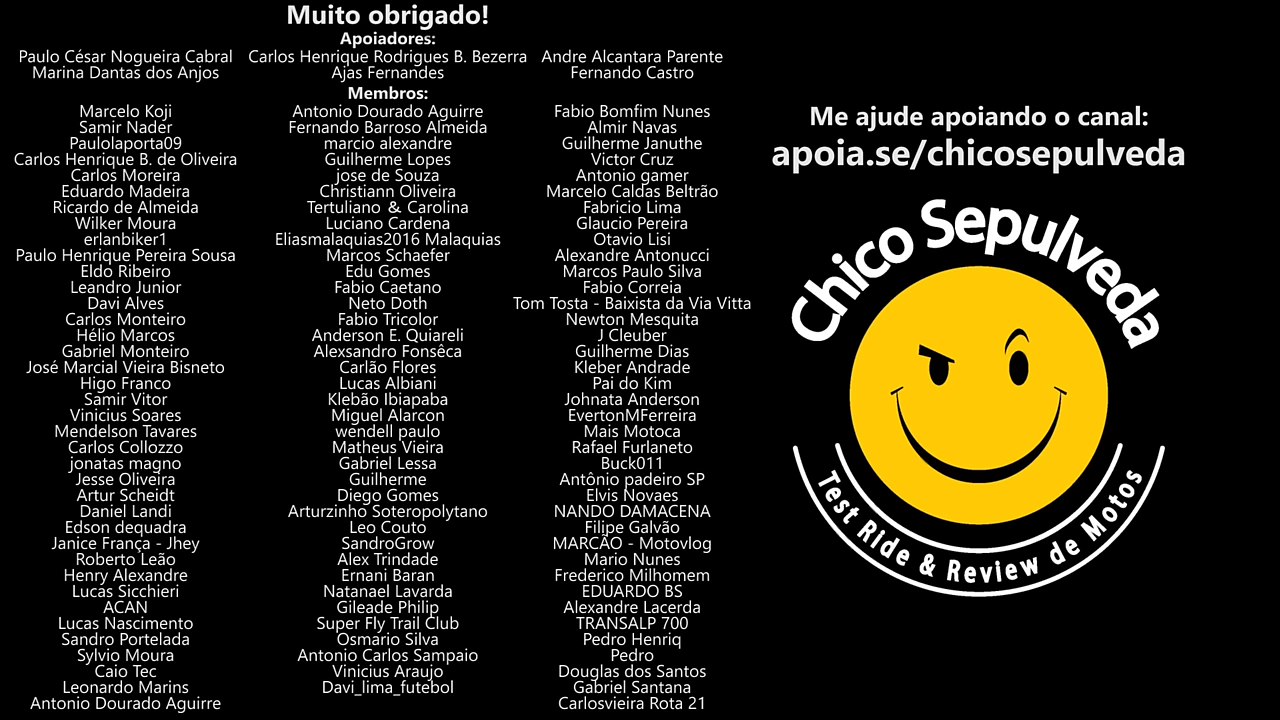 Muito obrigado!
Apoiadores:
Paulo César Nogueira Cabral
Carlos Henrique Rodrigues B. Bezerra
Andre Alcantara Parente
Marina Dantas dos Anjos
Ajas Fernandes
Fernando Castro
Membros:
Marcelo Koji
Samir Nader
Paulolaporta09
Carlos Henrique B. de Oliveira
Carlos Moreira
Eduardo Madeira
Ricardo de Almeida
Wilker Moura
erlanbiker1
Paulo Henrique Pereira Sousa
Eldo Ribeiro
Leandro Junior
Davi Alves
Carlos Monteiro
Hélio Marcos
Gabriel Monteiro
José Marcial Vieira Bisneto
Higo Franco
Samir Vitor
Vinicius Soares
Mendelson Tavares
Carlos Collozzo
jonatas magno
Jesse Oliveira
Artur Scheidt
Daniel Landi
Edson dequadra
Janice França - Jhey
Roberto Leão
Henry Alexandre
Lucas Sicchieri
ACAN
Lucas Nascimento
Sandro Portelada
Sylvio Moura
Caio Tec
Leonardo Marins
Antonio Dourado Aguirre
Antonio Dourado Aguirre
Fernando Barroso Almeida
marcio alexandre
Guilherme Lopes
jose de Souza
Christiann Oliveira
Tertuliano & Carolina
Luciano Cardena
Eliasmalaquias2016 Malaquias
Marcos Schaefer
Edu Gomes
Fabio Caetano
Neto Doth
Fabio Tricolor
Anderson E. Quiareli
Alexsandro Fonsêca
Carlão Flores
Lucas Albiani
Klebão Ibiapaba
Miguel Alarcon
wendell paulo
Matheus Vieira
Gabriel Lessa
Guilherme
Diego Gomes
Arturzinho Soteropolytano
Leo Couto
SandroGrow
Alex Trindade
Ernani Baran
Natanael Lavarda
Gileade Philip
Super Fly Trail Club
Osmario Silva
Antonio Carlos Sampaio
Vinicius Araujo
Davi_lima_futebol
Fabio Bomfim Nunes
Almir Navas
Guilherme Januthe
Victor Cruz
Antonio gamer
Marcelo Caldas Beltrão
Fabricio Lima
Glaucio Pereira
Otavio Lisi
Alexandre Antonucci
Marcos Paulo Silva
Fabio Correia
Tom Tosta - Baixista da Via Vitta
Newton Mesquita
J Cleuber
Guilherme Dias
Kleber Andrade
Pai do Kim
Johnata Anderson
EvertonMFerreira
Mais Motoca
Rafael Furlaneto
Buck011
Antônio padeiro SP
Elvis Novaes
NANDO DAMACENA
Filipe Galvão
MARCÃO - Motovlog
Mario Nunes
Frederico Milhomem
EDUARDO BS
Alexandre Lacerda
TRANSALP 700
Pedro Henriq
Pedro
Douglas dos Santos
Gabriel Santana
Carlosvieira Rota 21
Me ajude apoiando o canal:
apoia.se/chicosepulveda
Chico Sepulveda
Test Ride & Review de Motos